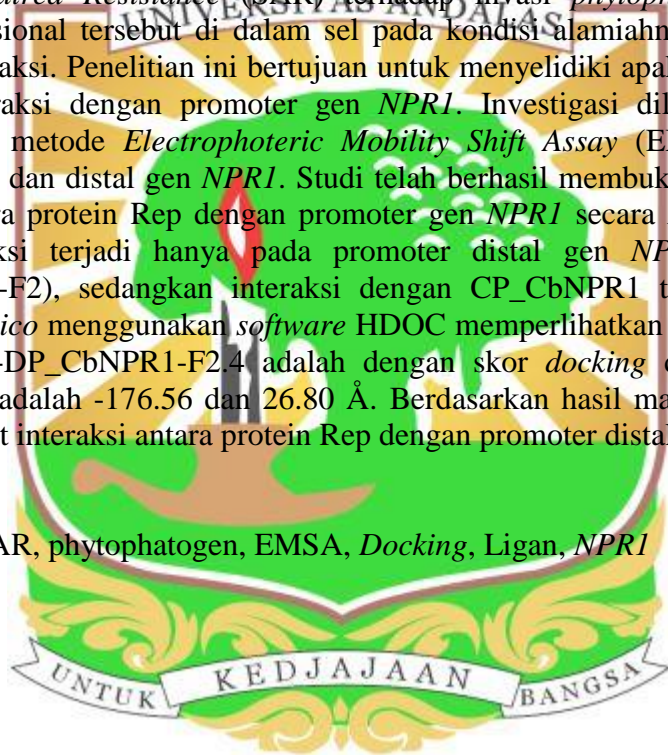 uired Resistance (SAR) terhadap invasi phytopr
UNIVERSITAS ANDALAS
sional tersebut di dalam sel pada kondisi alamiahn
aksi. Penelitian ini bertujuan untuk menyelidiki apal
raksi dengan promoter gen NPR1. Investigasi dil
metode Electrophoteric Mobility Shift Assay (E
dan distal gen NPR1. Studi telah berhasil membuk
a protein Rep dengan promoter gen NPR1 secara
ksi terjadi hanya pada promoter distal gen NP
-F2), sedangkan interaksi dengan CP_CbNPR1 t
ico menggunakan software HDOC memperlihatkan
-DP_CbNPR1-F2.4 adalah dengan skor docking
adalah -176.56 dan 26.80 Å. Berdasarkan hasil ma
t interaksi antara protein Rep dengan promoter distal
AR, phytophatogen, EMSA, Docking, Ligan, NPR1
UNTUK KEDJAJAAN BANGSA